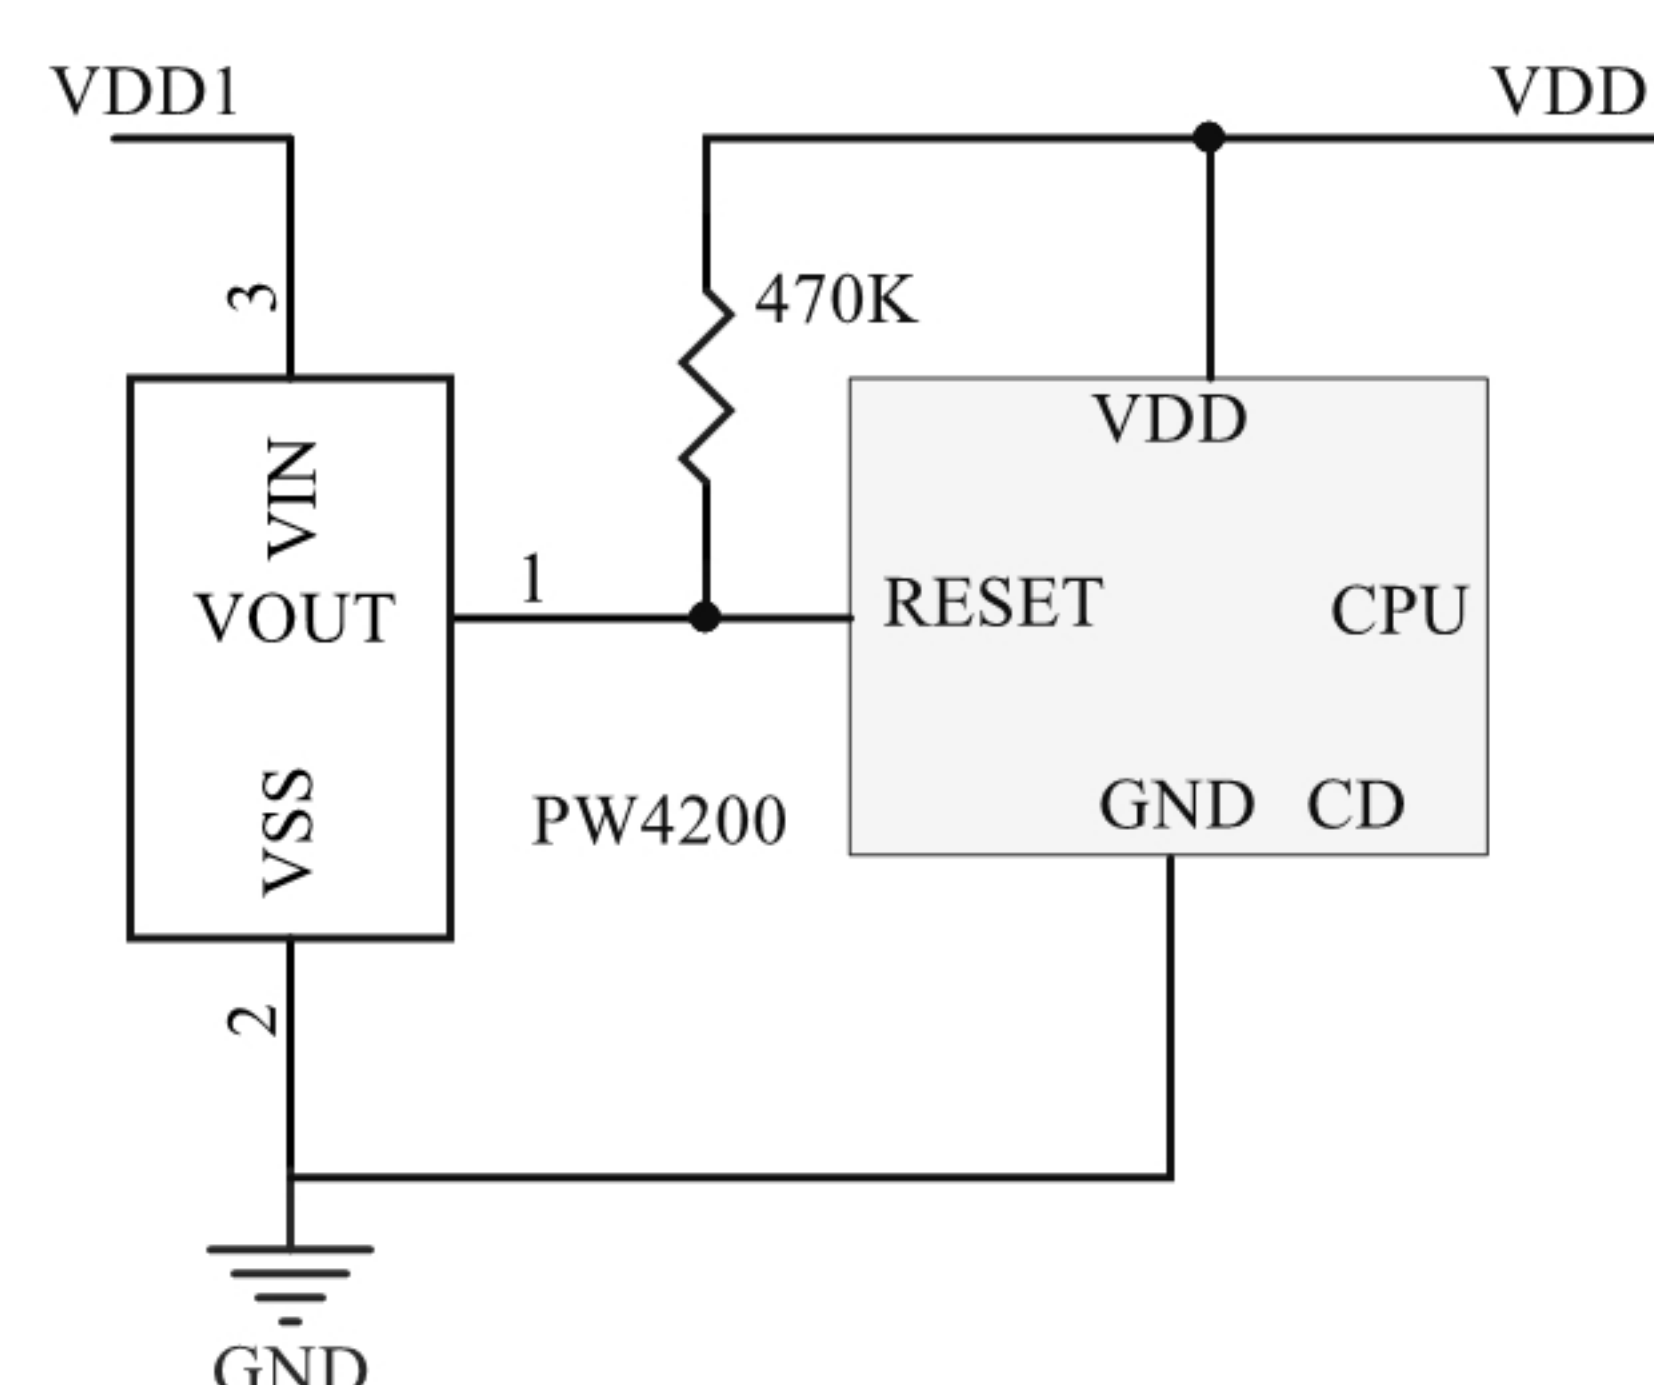 VDD1
VDD
3
470K
VDD
VIN
1
VOUT
RESET
CPU
VSS
PW4200
GND
CD
2
GND